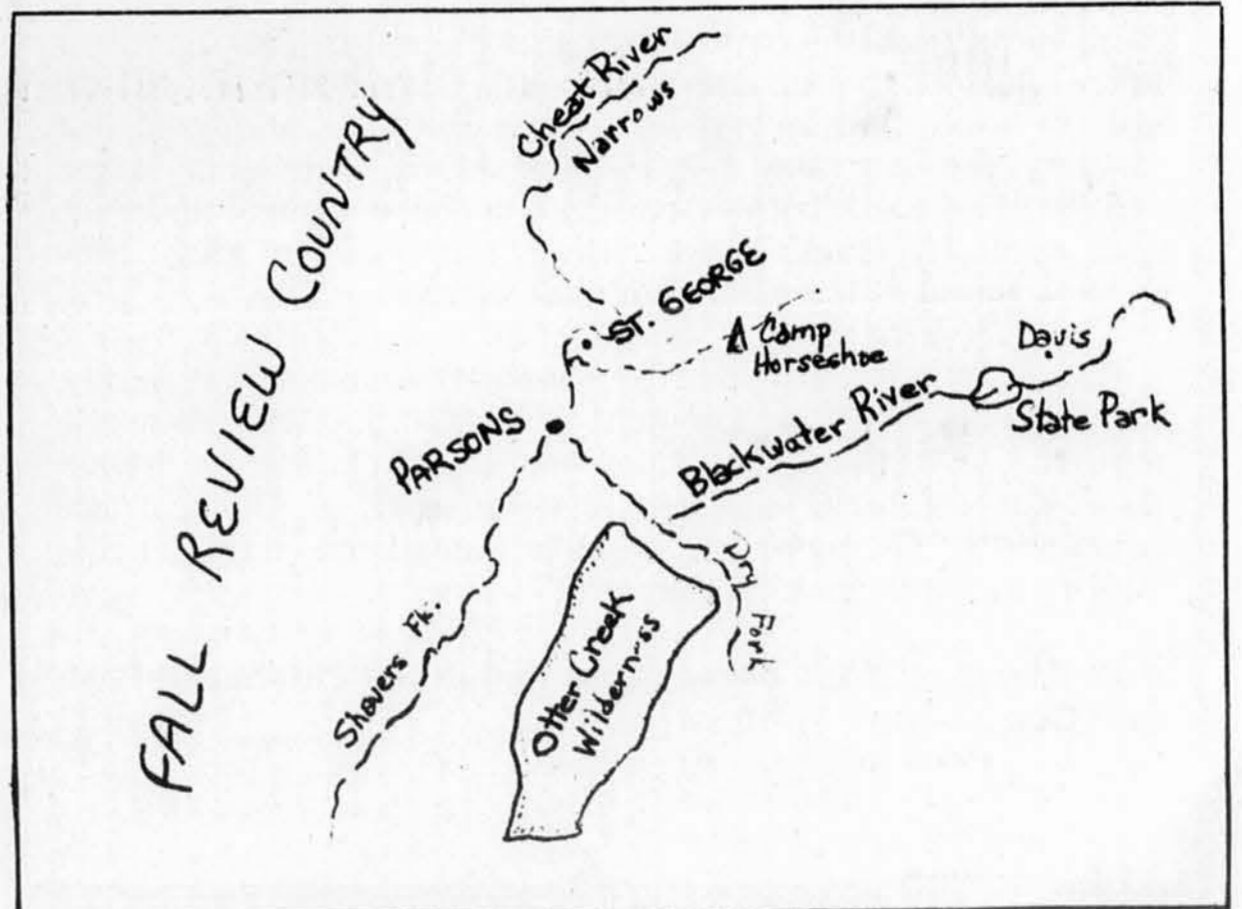 FALL REVIEW COUNTRY
Cheat River
Narrows
ST. GEORGE
Camp
Horseshoe
Davis
State Park
Blackwater River
PARSONS
Dry
Fork
Shavers Fk.
Otter Creek
Wilderness